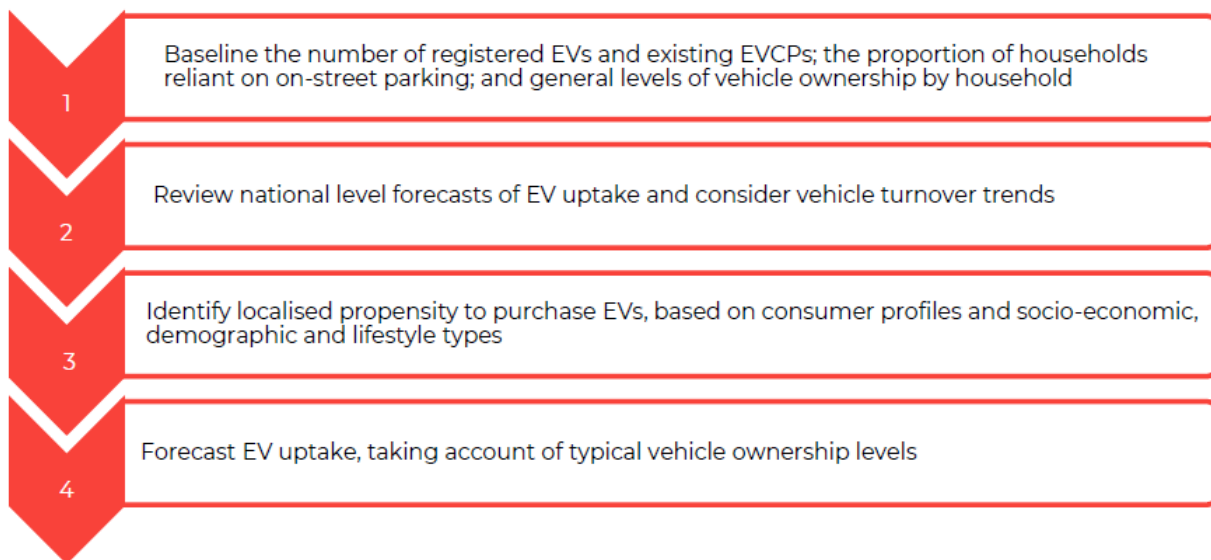 1
Baseline the number of registered EVs and existing EVCPs; the proportion of households
reliant on on-street parking; and general levels of vehicle ownership by household
2
Review national level forecasts of EV uptake and consider vehicle turnover trends
3
Identify localised propensity to purchase EVs, based on consumer profiles and socio-economic,
demographic and lifestyle types
4
Forecast EV uptake, taking account of typical vehicle ownership levels